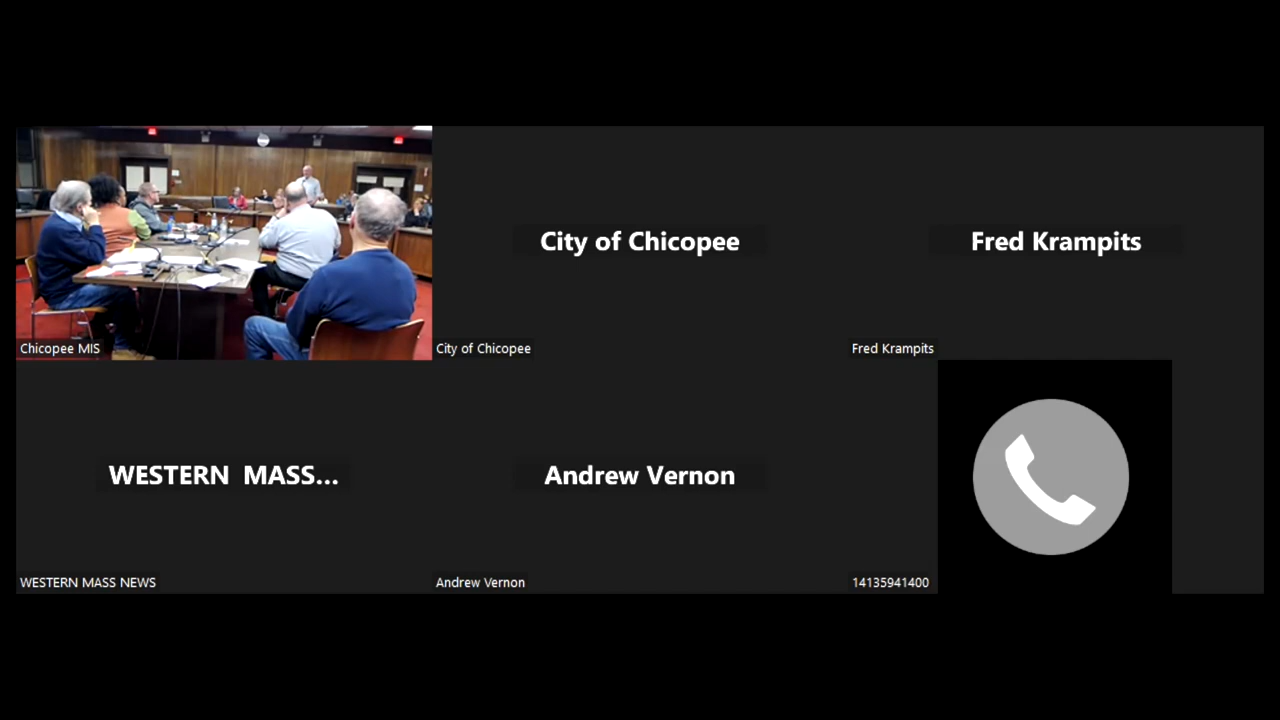 City of Chicopee
Fred Krampits
Chicopee MIS
City of Chicopee
Fred Krampits
WESTERN MASS...
Andrew Vernon
WESTERN MASS NEWS
Andrew Vernon
14135941400